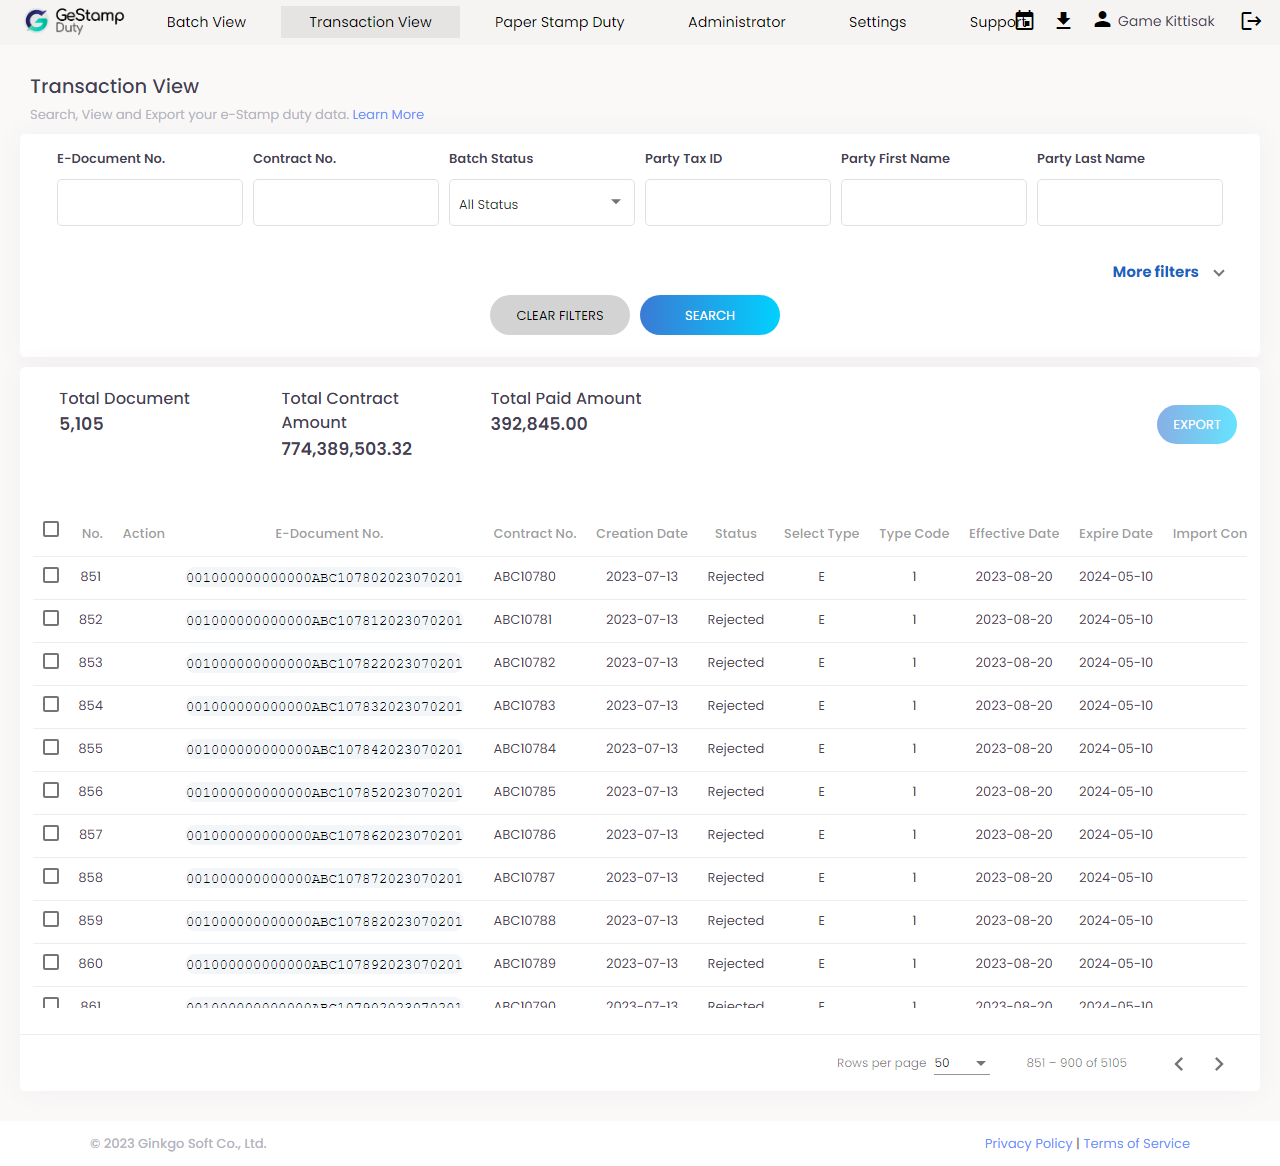 GeStamp
Duty
Batch View
Transaction View
Paper Stamp Duty
Administrator
Settings
Support
Game Kittisak
Transaction View
Search, View and Export your e-Stamp duty data. Learn More
E-Document No. Contract No. Batch Status Party Tax ID Party First Name Party Last Name
All Status
More filters
CLEAR FILTERS SEARCH
Total Document
5,105
Total Contract
Amount
774,389,503.32
Total Paid Amount
392,845.00
EXPORT
No. Action E-Document No. Contract No. Creation Date Status Select Type Type Code Effective Date Expire Date Import Con
851 001000000000000ABC107802023070201 ABC10780 2023-07-13 Rejected E 1 2023-08-20 2024-05-10
852 001000000000000ABC107812023070201 ABC10781 2023-07-13 Rejected E 1 2023-08-20 2024-05-10
853 001000000000000ABC107822023070201 ABC10782 2023-07-13 Rejected E 1 2023-08-20 2024-05-10
854 001000000000000ABC107832023070201 ABC10783 2023-07-13 Rejected E 1 2023-08-20 2024-05-10
855 001000000000000ABC107842023070201 ABC10784 2023-07-13 Rejected E 1 2023-08-20 2024-05-10
856 001000000000000ABC107852023070201 ABC10785 2023-07-13 Rejected E 1 2023-08-20 2024-05-10
857 001000000000000ABC107862023070201 ABC10786 2023-07-13 Rejected E 1 2023-08-20 2024-05-10
858 001000000000000ABC107872023070201 ABC10787 2023-07-13 Rejected E 1 2023-08-20 2024-05-10
859 001000000000000ABC107882023070201 ABC10788 2023-07-13 Rejected E 1 2023-08-20 2024-05-10
860 001000000000000ABC107892023070201 ABC10789 2023-07-13 Rejected E 1 2023-08-20 2024-05-10
861 001000000000000ABC107902023070201 ABC10790 2023-07-13 Rejected E 1 2023-08-20 2024-05-10
Rows per page 50 851 – 900 of 5105
© 2023 Ginkgo Soft Co., Ltd.
Privacy Policy | Terms of Service